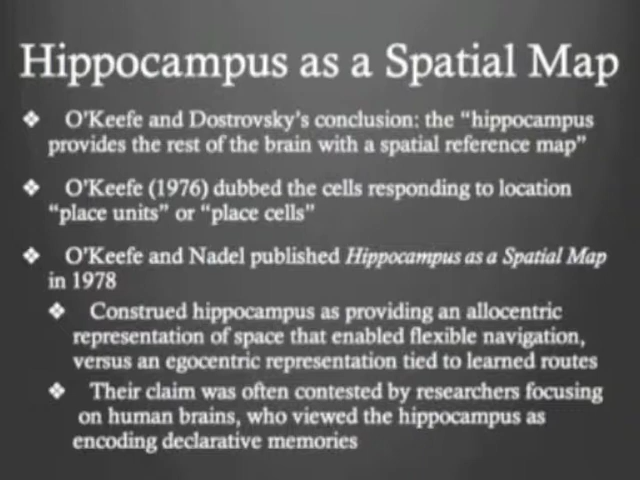 Hippocampus as a Spatial Map
❖ O'Keefe and Dostrovsky's conclusion: the "hippocampus
provides the rest of the brain with a spatial reference map"
❖ O'Keefe (1976) dubbed the cells responding to location
"place units" or "place cells"
❖ O'Keefe and Nadel published Hippocampus as a Spatial Map
in 1978
❖ Construed hippocampus as providing an allocentric
representation of space that enabled flexible navigation,
versus an egocentric representation tied to learned routes
❖ Their claim was often contested by researchers focusing
on human brains, who viewed the hippocampus as
encoding declarative memories